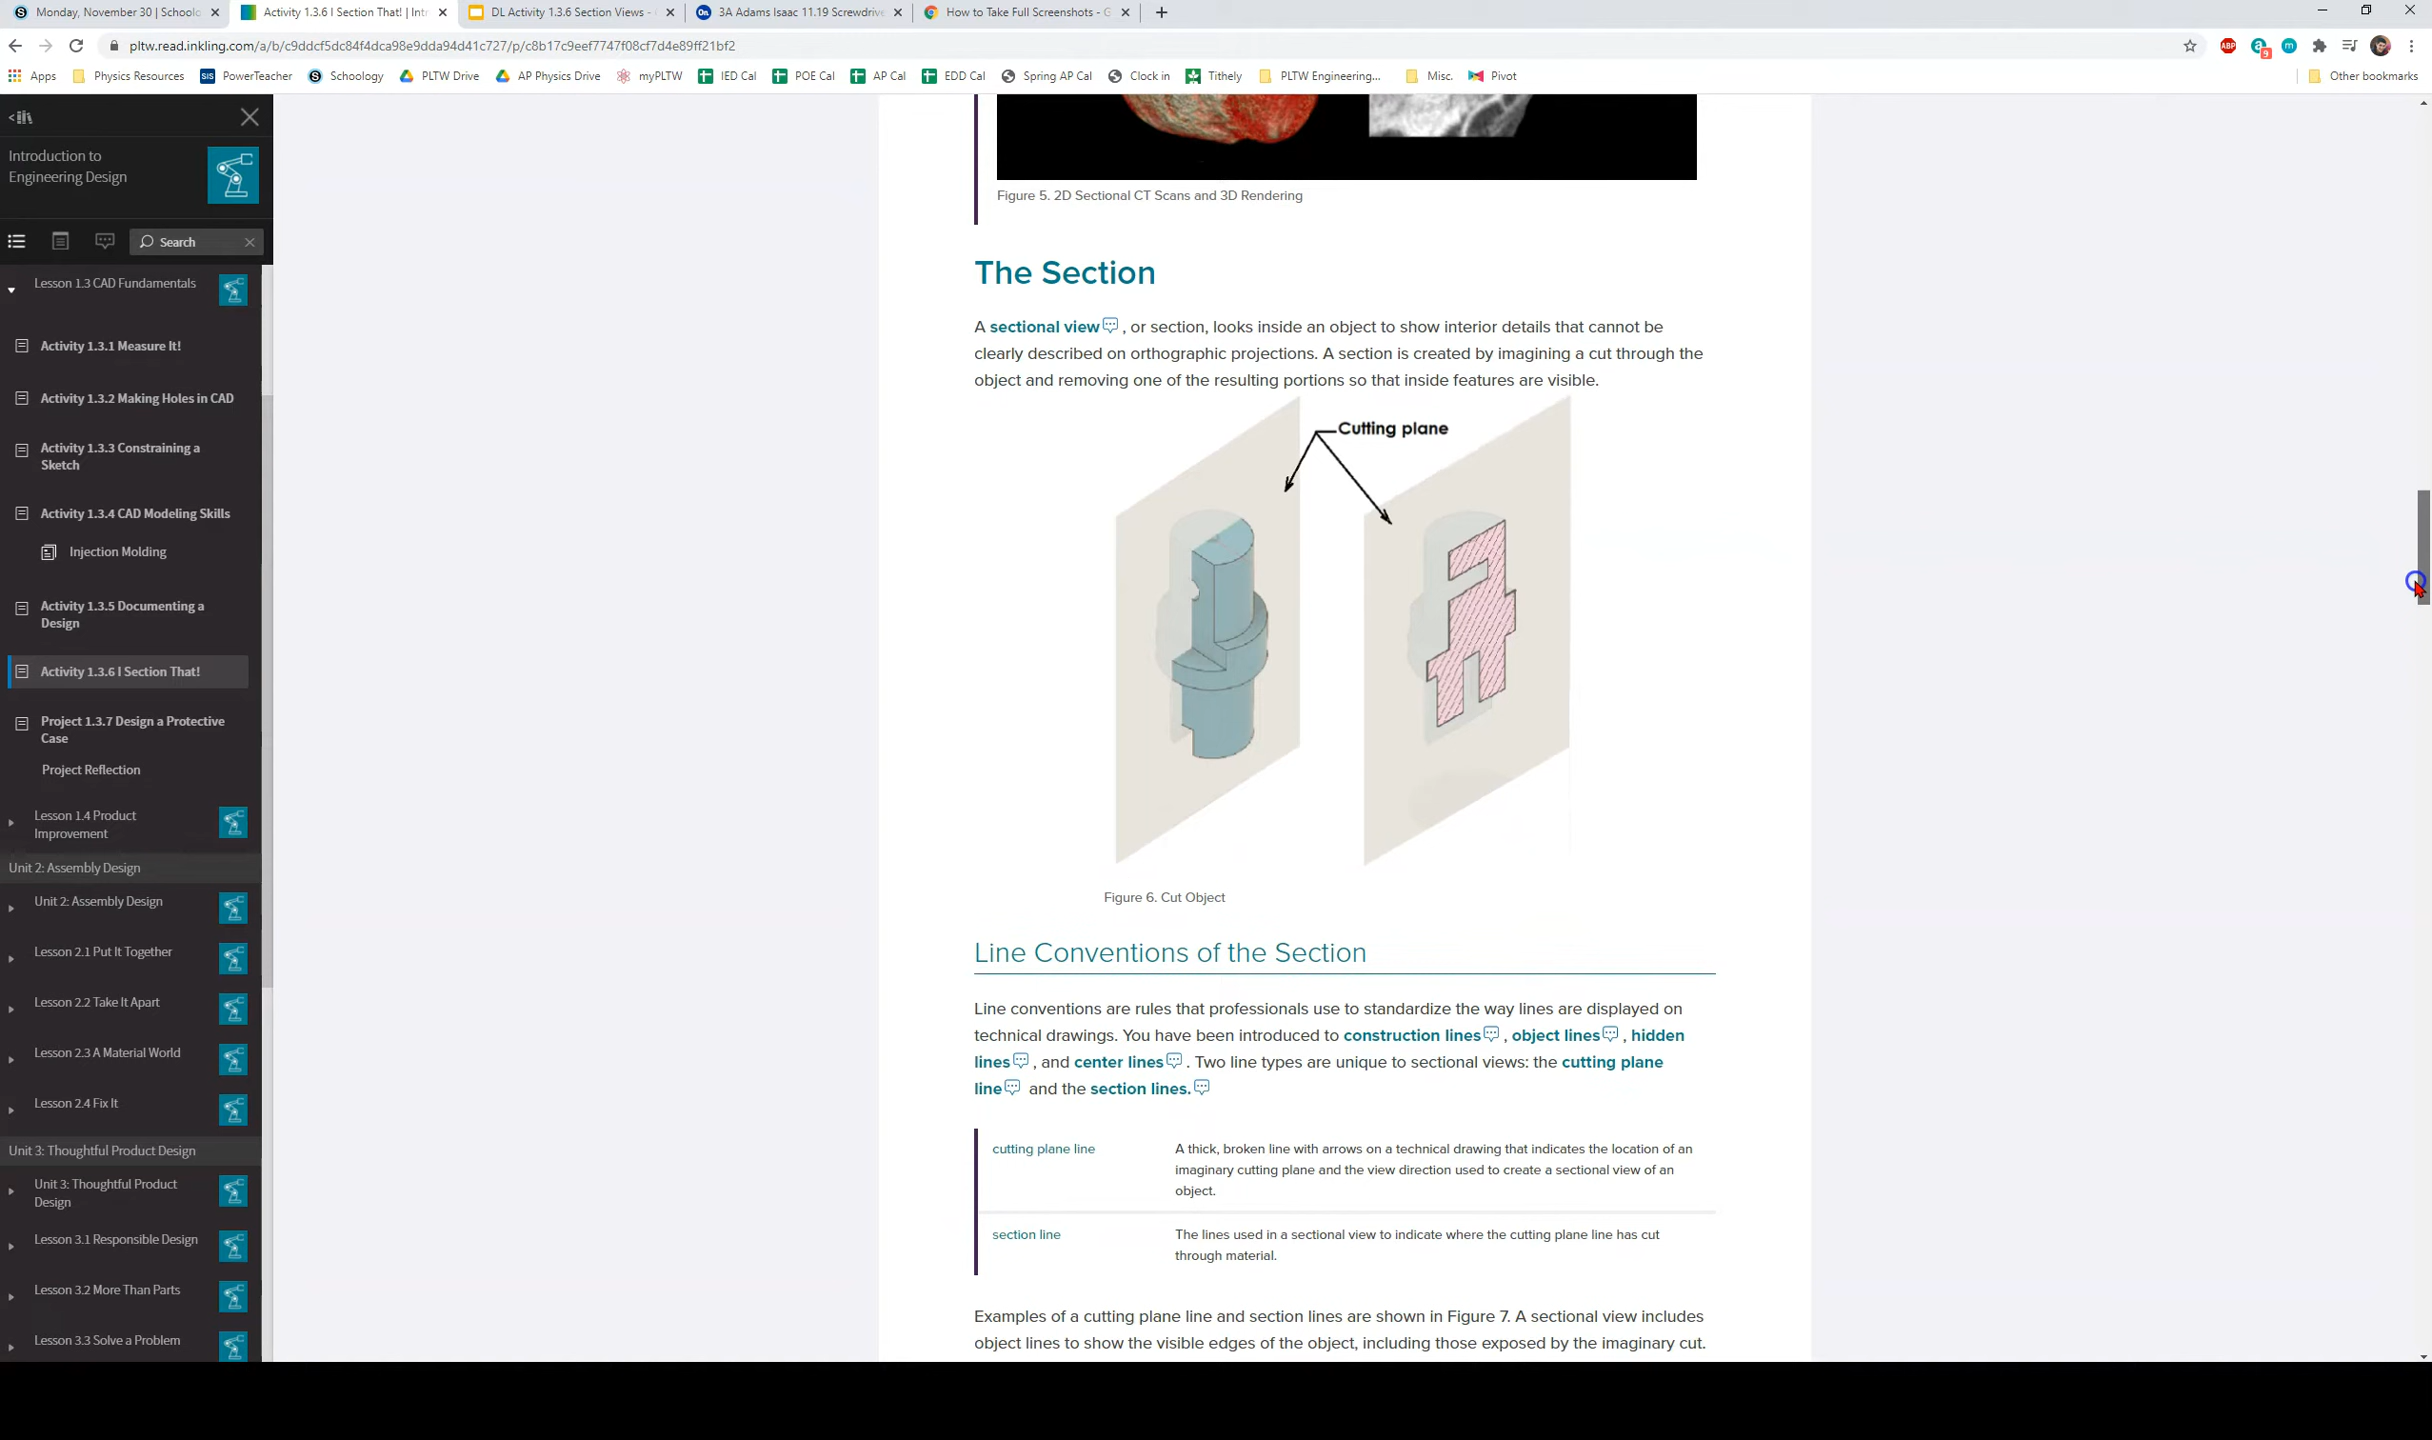 Monday, November 30 | Schoolo
Activity 1.3.6 I Section That! | Intr
DL Activity 1.3.6 Section Views -
3A Adams Isaac 11.19 Screwdrive
How to Take Full Screenshots - G
pltw.read.inkling.com/a/b/c9ddcf5dc84f4dca98e9dda94d41c727/p/c8b17c9eef7747f08cf7d4e89ff21bf2
Apps
Physics Resources
PowerTeacher
Schoology
PLTW Drive
AP Physics Drive
myPLTW
IED Cal
POE Cal
AP Cal
EDD Cal
Spring AP Cal
Clock in
Tithely
PLTW Engineering...
Misc.
Pivot
Other bookmarks
Introduction to
Engineering Design
Search
Lesson 1.3 CAD Fundamentals
Activity 1.3.1 Measure It!
Activity 1.3.2 Making Holes in CAD
Activity 1.3.3 Constraining a
Sketch
Activity 1.3.4 CAD Modeling Skills
Injection Molding
Activity 1.3.5 Documenting a
Design
Activity 1.3.6 I Section That!
Project 1.3.7 Design a Protective
Case
Project Reflection
Lesson 1.4 Product
Improvement
Unit 2: Assembly Design
Unit 2: Assembly Design
Lesson 2.1 Put It Together
Lesson 2.2 Take It Apart
Lesson 2.3 A Material World
Lesson 2.4 Fix It
Unit 3: Thoughtful Product Design
Unit 3: Thoughtful Product
Design
Lesson 3.1 Responsible Design
Lesson 3.2 More Than Parts
Lesson 3.3 Solve a Problem
Figure 5. 2D Sectional CT Scans and 3D Rendering
The Section
A sectional view, or section, looks inside an object to show interior details that cannot be
clearly described on orthographic projections. A section is created by imagining a cut through the
object and removing one of the resulting portions so that inside features are visible.
Cutting plane
Figure 6. Cut Object
Line Conventions of the Section
Line conventions are rules that professionals use to standardize the way lines are displayed on
technical drawings. You have been introduced to construction lines, object lines, hidden
lines, and center lines. Two line types are unique to sectional views: the cutting plane
line and the section lines.
cutting plane line
A thick, broken line with arrows on a technical drawing that indicates the location of an
imaginary cutting plane and the view direction used to create a sectional view of an
object.
section line
The lines used in a sectional view to indicate where the cutting plane line has cut
through material.
Examples of a cutting plane line and section lines are shown in Figure 7. A sectional view includes
object lines to show the visible edges of the object, including those exposed by the imaginary cut.